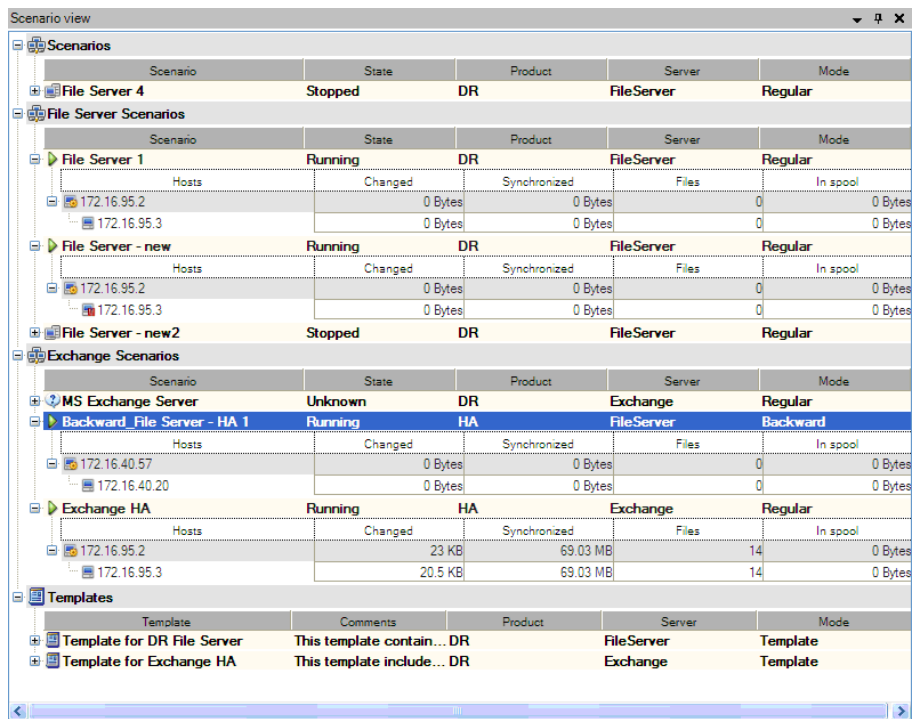 Scenario view
Scenarios
Scenario State Product Server Mode
File Server 4 Stopped DR FileServer Regular
File Server Scenarios
Scenario State Product Server Mode
File Server 1 Running DR FileServer Regular
Hosts Changed Synchronized Files In spool
172.16.95.2 0 Bytes 0 Bytes 0 0 Bytes
172.16.95.3 0 Bytes 0 Bytes 0 0 Bytes
File Server - new Running DR FileServer Regular
Hosts Changed Synchronized Files In spool
172.16.95.2 0 Bytes 0 Bytes 0 0 Bytes
172.16.95.3 0 Bytes 0 Bytes 0 0 Bytes
File Server - new2 Stopped DR FileServer Regular
Exchange Scenarios
Scenario State Product Server Mode
MS Exchange Server Unknown DR Exchange Regular
Backward_File Server - HA 1 Running HA FileServer Backward
Hosts Changed Synchronized Files In spool
172.16.40.57 0 Bytes 0 Bytes 0 0 Bytes
172.16.40.20 0 Bytes 0 Bytes 0 0 Bytes
Exchange HA Running HA Exchange Regular
Hosts Changed Synchronized Files In spool
172.16.95.2 23 KB 69.03 MB 14 0 Bytes
172.16.95.3 20.5 KB 69.03 MB 14 0 Bytes
Templates
Template Comments Product Server Mode
Template for DR File Server This template contain... DR FileServer Template
Template for Exchange HA This template include... DR Exchange Template